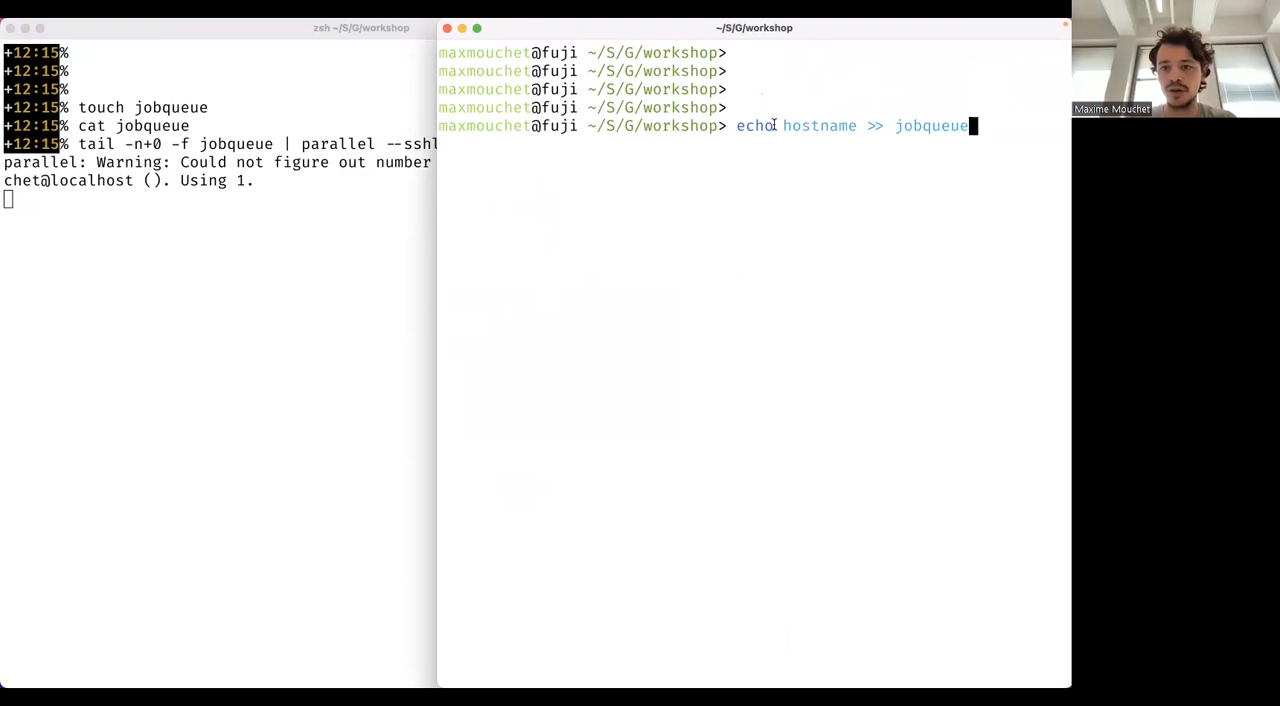 zsh ~/S/G/workshop
+12:15%
+12:15%
+12:15%
+12:15% touch jobqueue
+12:15% cat jobqueue
+12:15% tail -n+0 -f jobqueue | parallel --sshl
parallel: Warning: Could not figure out number
chet@localhost (). Using 1.
~/S/G/workshop
maxmouchet@fuji ~/S/G/workshop>
maxmouchet@fuji ~/S/G/workshop>
maxmouchet@fuji ~/S/G/workshop>
maxmouchet@fuji ~/S/G/workshop>
maxmouchet@fuji ~/S/G/workshop> echo hostname >> jobqueue
Maxime Mouchet